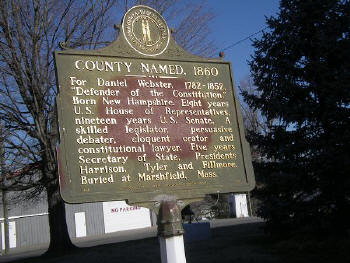 COUNTY NAMED, 1860
For Daniel Webster, 1782-1852,
"Defender of the Constitution."
Born New Hampshire. Eight years
U.S. House of Representatives,
nineteen years U.S. Senate. A
skilled legislator, persuasive
debater, eloquent orator and
constitutional lawyer. Five years
Secretary of State, Presidents
Harrison, Tyler and Fillmore.
Buried at Marshfield, Mass.
NO PARKING